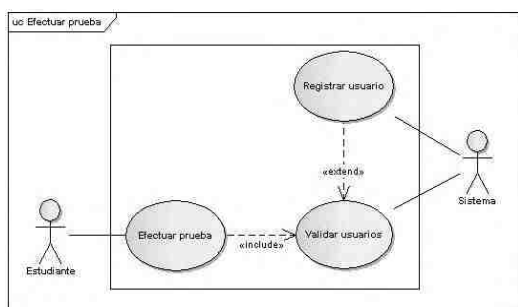 uc Efectuar prueba
Registrar usuario
«extend»
Sistema
Efectuar prueba
«include»
Validar usuarios
Estudiante